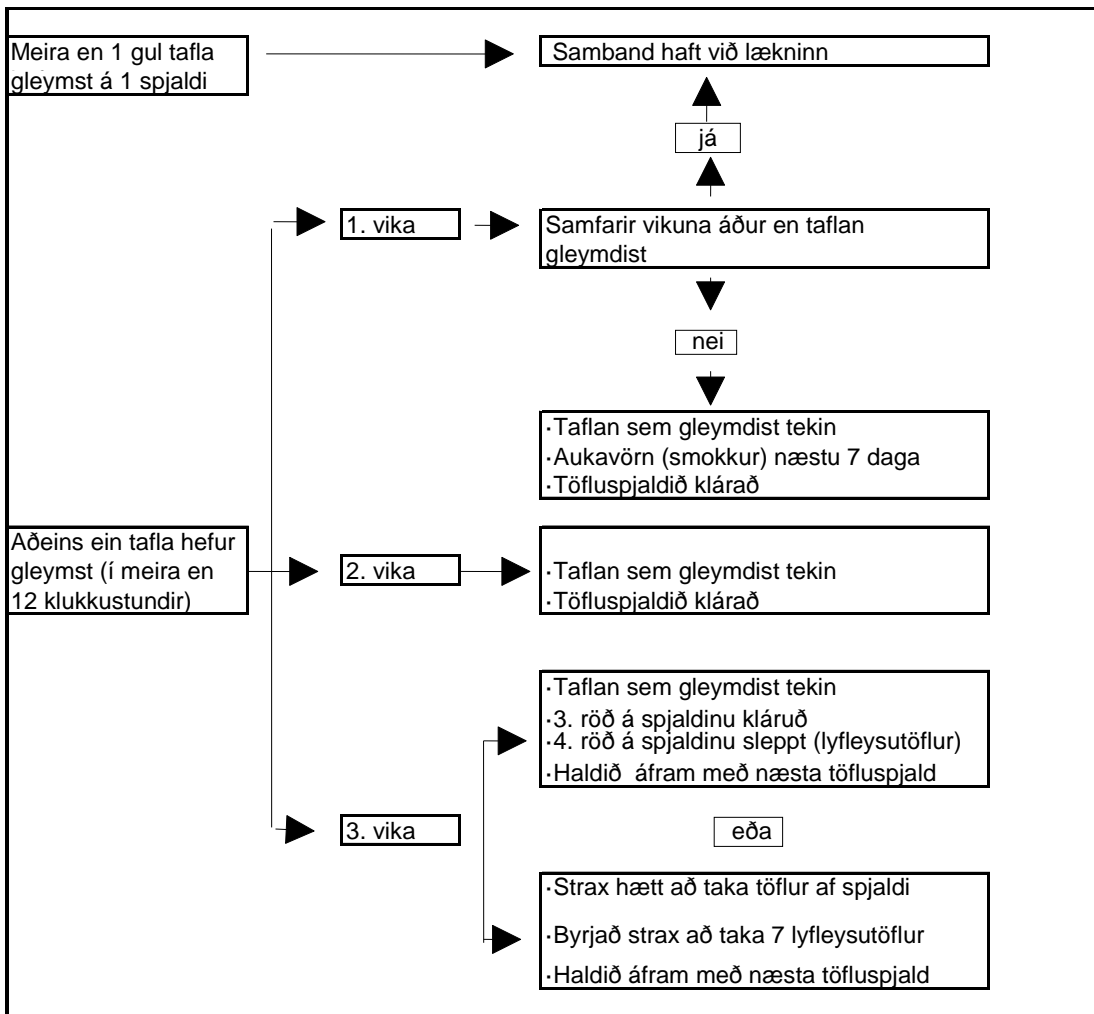 Meira en 1 gul tafla
gleymst á 1 spjaldi
Samband haft við lækninn
já
1. vika
Samfarir vikuna áður en taflan
gleymdist
nei
·Taflan sem gleymdist tekin
·Aukavörn (smokkur) næstu 7 daga
·Töfluspjaldið klárað
Aðeins ein tafla hefur
gleymst (í meira en
12 klukkustundir)
2. vika
·Taflan sem gleymdist tekin
·Töfluspjaldið klárað
·Taflan sem gleymdist tekin
·3. röð á spjaldinu kláruð
·4. röð á spjaldinu sleppt (lyfleysutöflur)
·Haldið áfram með næsta töfluspjald
3. vika
eða
·Strax hætt að taka töflur af spjaldi
·Byrjað strax að taka 7 lyfleysutöflur
·Haldið áfram með næsta töfluspjald